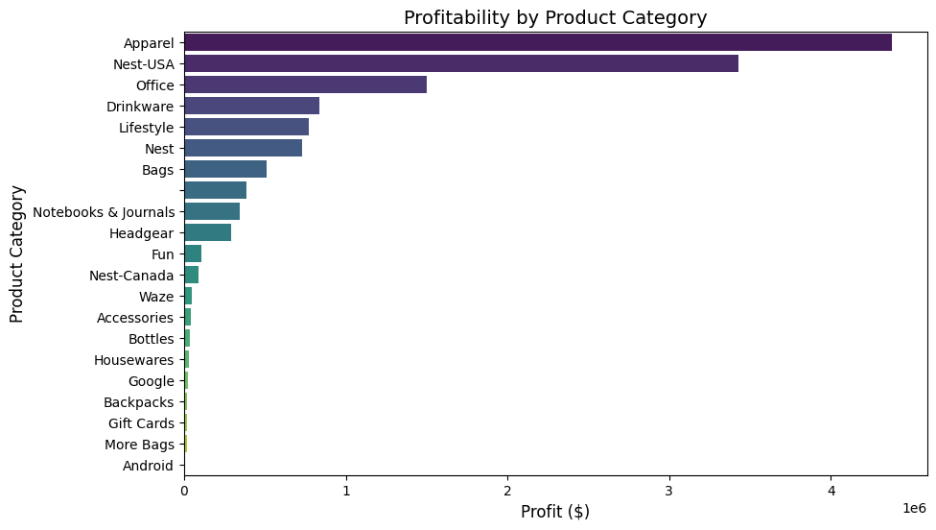 Profitability by Product Category
Product Category
Apparel
Nest-USA
Office
Drinkware
Lifestyle
Nest
Bags
Notebooks & Journals
Headgear
Fun
Nest-Canada
Waze
Accessories
Bottles
Housewares
Google
Backpacks
Gift Cards
More Bags
Android
0 1 2 3 4
1e6
Profit ($)